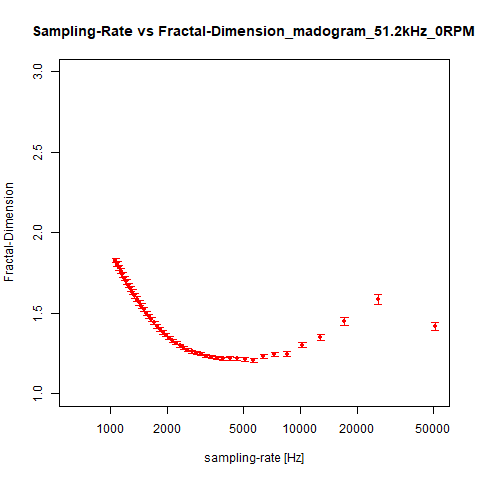 Sampling-Rate vs Fractal-Dimension_madogram_51.2kHz_0RPM
3.0
2.5
2.0
1.5
1.0
Fractal-Dimension
1000 2000 5000 10000 20000 50000
sampling-rate [Hz]